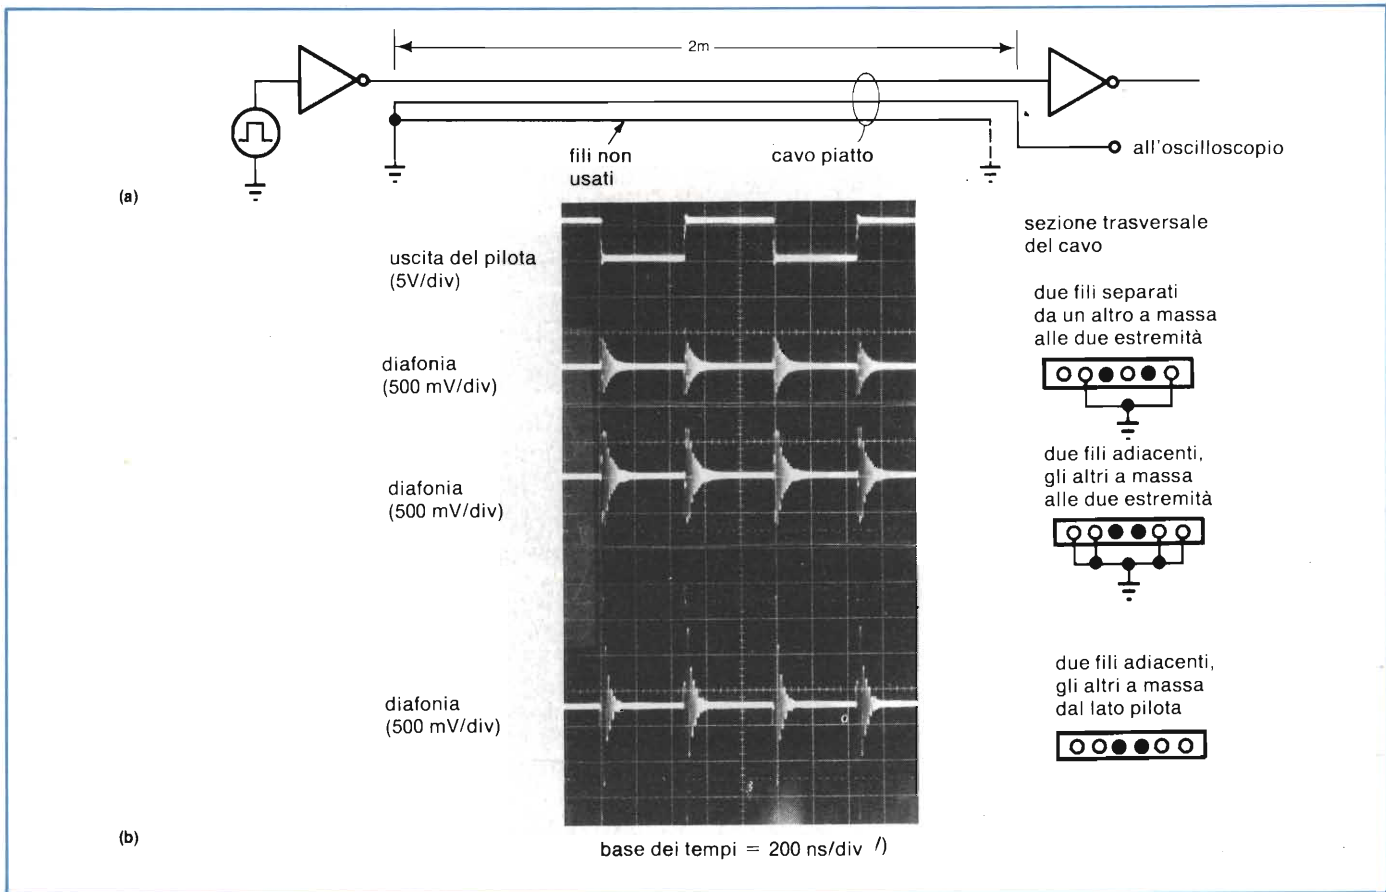 2m
fili non
usati
cavo piatto
all'oscilloscopio
(a)
uscita del pilota
(5V/div)
sezione trasversale
del cavo
due fili separati
da un altro a massa
alle due estremità
diafonia
(500 mV/div)
due fili adiacenti,
gli altri a massa
alle due estremità
diafonia
(500 mV/div)
due fili adiacenti,
gli altri a massa
dal lato pilota
diafonia
(500 mV/div)
(b)
base dei tempi = 200 ns/div